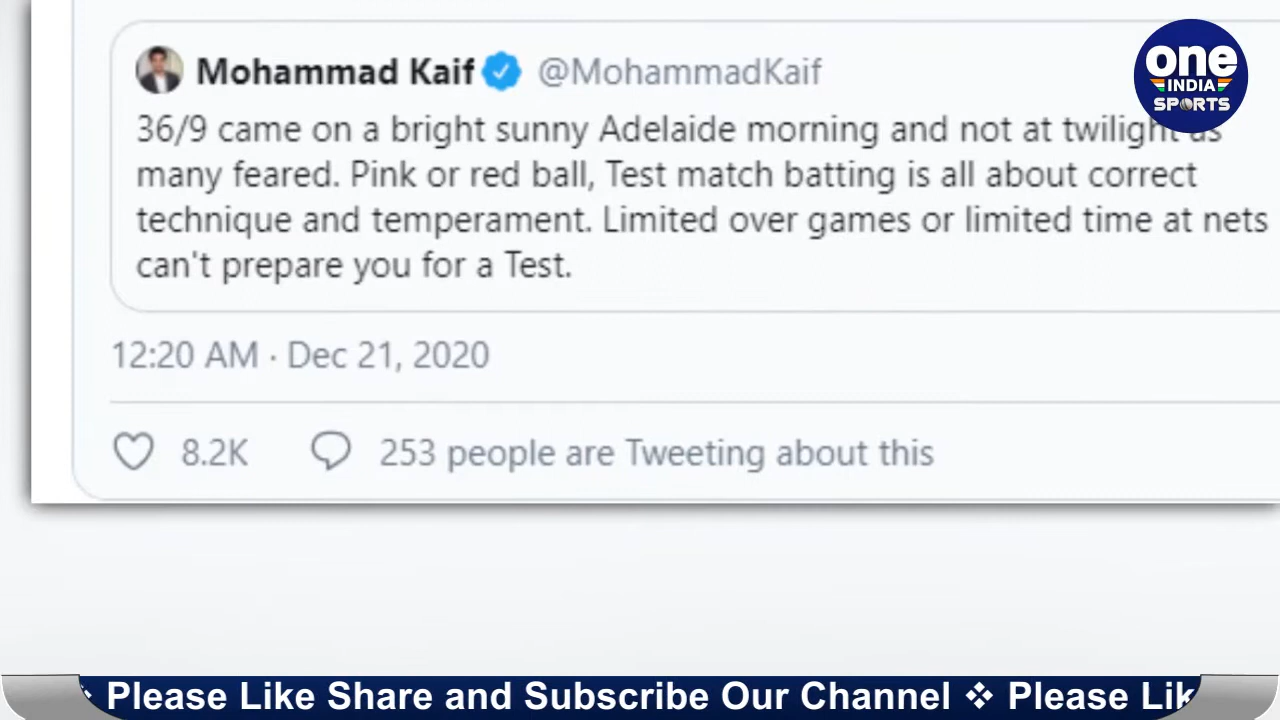 Mohammad Kaif @MohammadKaif
one
INDIA
SPORTS
36/9 came on a bright sunny Adelaide morning and not at twilight as
many feared. Pink or red ball, Test match batting is all about correct
technique and temperament. Limited over games or limited time at nets
can't prepare you for a Test.
12:20 AM · Dec 21, 2020
8.2K 253 people are Tweeting about this
Please Like Share and Subscribe Our Channel ❖ Please Lik